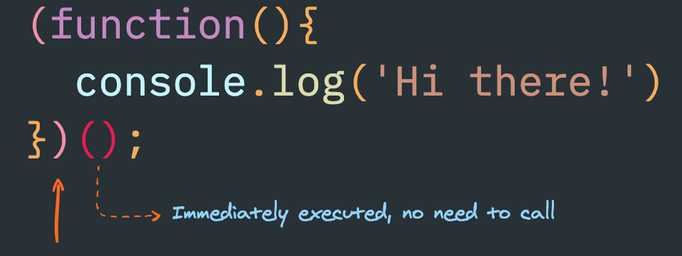 (function(){
console.log('Hi there!')
})();
Immediately executed, no need to call